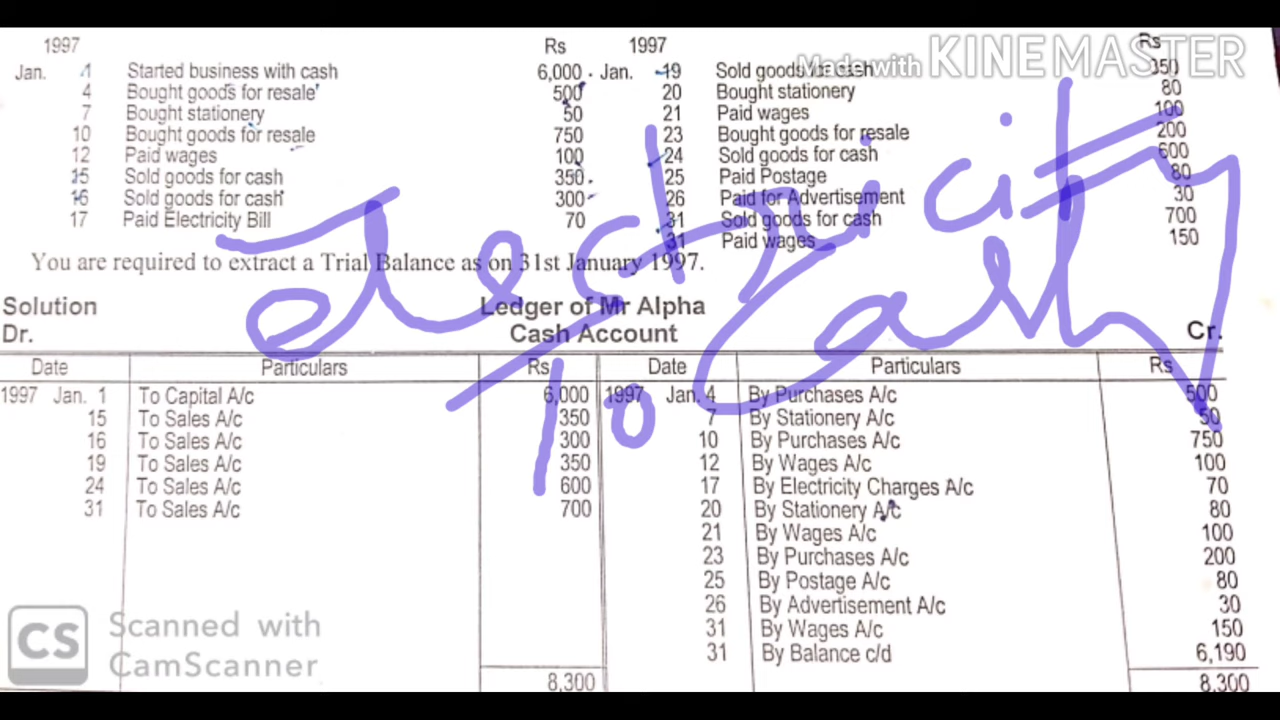 1997 Rs 1997 Rs
Made with KINEMASTER
Jan. 1 Started business with cash 6,000 Jan. 19 Sold goods for cash 350
4 Bought goods for resale 500 20 Bought stationery 80
7 Bought stationery 50 21 Paid wages 100
10 Bought goods for resale 750 23 Bought goods for resale 200
12 Paid wages 100 24 Sold goods for cash 600
15 Sold goods for cash 350 25 Paid Postage 80
16 Sold goods for cash 300 26 Paid for Advertisement 30
17 Paid Electricity Bill 70 31 Sold goods for cash 700
31 Paid wages 150
You are required to extract a Trial Balance as on 31st January 1997.
Electricity
To Cash
Solution Ledger of Mr Alpha
Dr. Cash Account Cr.
Date Particulars Rs Date Particulars Rs
1997 Jan. 1 To Capital A/c 6,000 1997 Jan. 4 By Purchases A/c 500
15 To Sales A/c 350 7 By Stationery A/c 50
16 To Sales A/c 300 10 By Purchases A/c 750
19 To Sales A/c 350 12 By Wages A/c 100
24 To Sales A/c 600 17 By Electricity Charges A/c 70
31 To Sales A/c 700 20 By Stationery A/c 80
21 By Wages A/c 100
23 By Purchases A/c 200
25 By Postage A/c 80
26 By Advertisement A/c 30
31 By Wages A/c 150
31 By Balance c/d 6,190
8,300 8,300
CS Scanned with
CamScanner